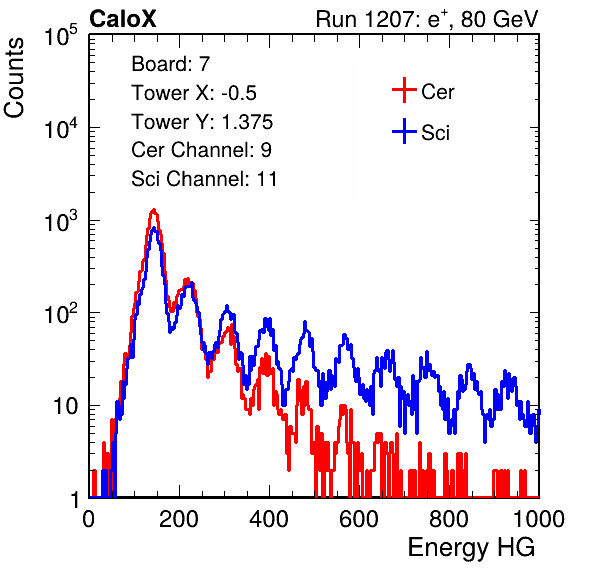 CaloX Run 1207: e⁺, 80 GeV
Counts
Board: 7
Tower X: -0.5
Tower Y: 1.375
Cer Channel: 9
Sci Channel: 11
Cer
Sci
10⁵
10⁴
10³
10²
10
1
0 200 400 600 800 1000
Energy HG